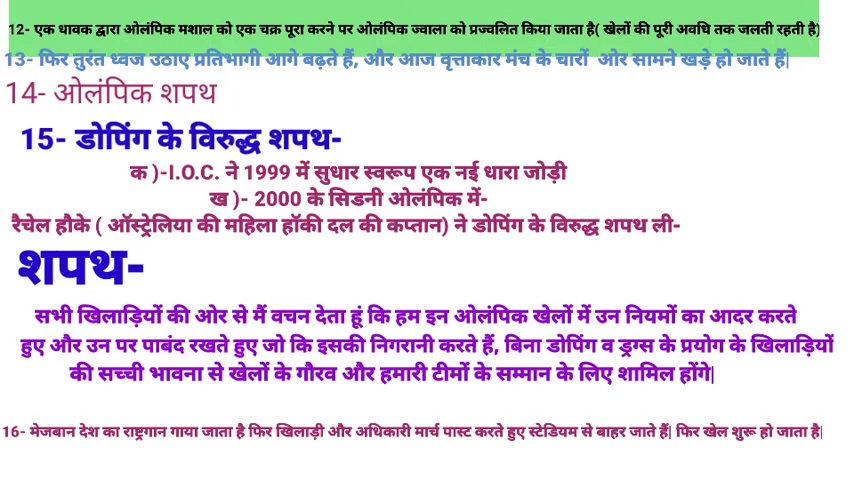 12- एक धावक द्वारा ओलंपिक मशाल को एक चक्र पूरा करने पर ओलंपिक ज्वाला को प्रज्वलित किया जाता है( खेलों की पूरी अवधि तक जलती रहती है)
13- फिर तुरंत ध्वज उठाए प्रतिभागी आगे बढ़ते हैं, और आज वृत्ताकार मंच के चारों ओर सामने खड़े हो जाते हैं|
14- ओलंपिक शपथ
15- डोपिंग के विरुद्ध शपथ-
क )-I.O.C. ने 1999 में सुधार स्वरूप एक नई धारा जोड़ी
ख )- 2000 के सिडनी ओलंपिक में-
रैचेल हौके ( ऑस्ट्रेलिया की महिला हॉकी दल की कप्तान) ने डोपिंग के विरुद्ध शपथ ली-
शपथ-
सभी खिलाड़ियों की ओर से मैं वचन देता हूं कि हम इन ओलंपिक खेलों में उन नियमों का आदर करते
हुए और उन पर पाबंद रखते हुए जो कि इसकी निगरानी करते हैं, बिना डोपिंग व ड्रग्स के प्रयोग के खिलाड़ियों
की सच्ची भावना से खेलों के गौरव और हमारी टीमों के सम्मान के लिए शामिल होंगे|
16- मेजबान देश का राष्ट्रगान गाया जाता है फिर खिलाड़ी और अधिकारी मार्च पास्ट करते हुए स्टेडियम से बाहर जाते हैं| फिर खेल शुरू हो जाता है|